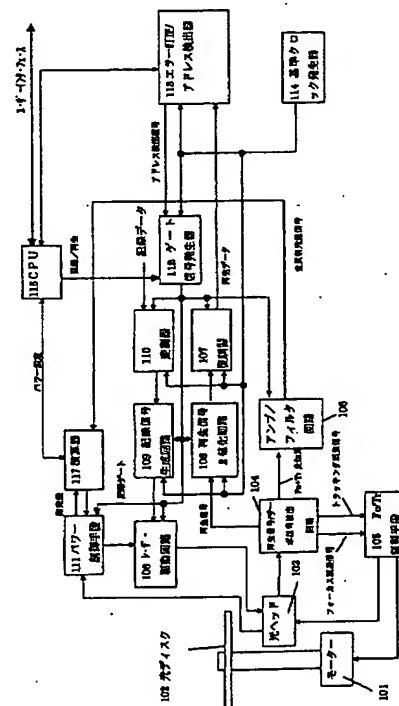 ユーザーインタフェース
115 CPU
パワー設定
記録/再生
117 演算器
111 パワー
制御手段
記録ゲート
108 レーザー
駆動回路
109 記録信号
生成回路
110
変調器
記録データ
118 ゲート
信号発生器
アドレス検出信号
113 エラー訂正/
アドレス検出器
114 基準クロ
ック発生器
107
復調器
再生データ
106 再生信号
2値化回路
再生信号
104
再生信号/サー
ボ信号検出
回路
アンプ/
フィルタ
回路
トラッキング誤差信号
フォーカス誤差信号
105 Fo/Tr
制御手段
103
光ヘッド
102 光ディスク
モーター
101